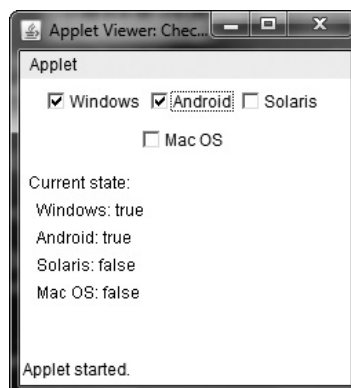 Applet Viewer: Chec...
Applet
Windows Android Solaris
Mac OS
Current state:
Windows: true
Android: true
Solaris: false
Mac OS: false
Applet started.